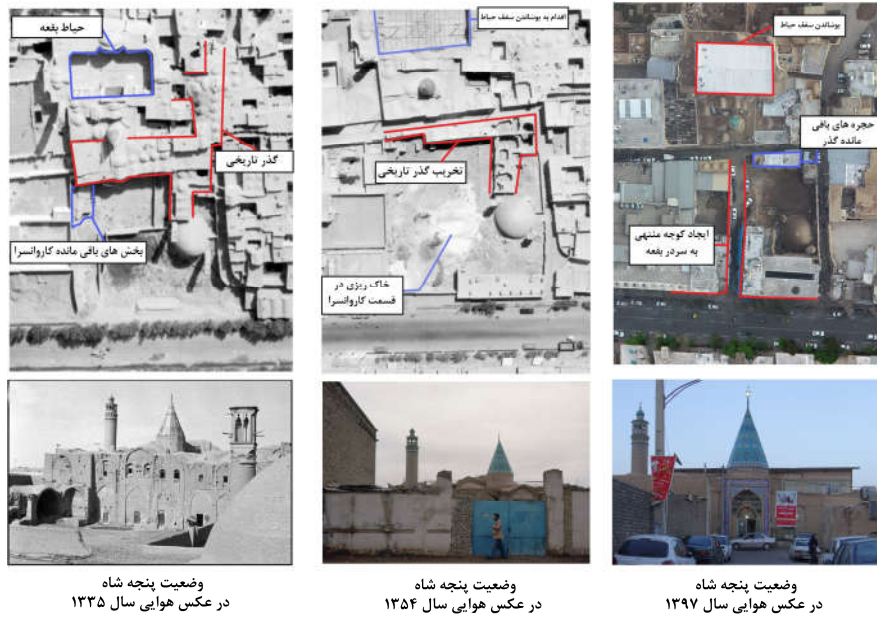 حیاط بقعه
گذر تاریخی
بخش های باقی مانده کاروانسرا
اقدام به پوشاندن سقف حیاط
تخریب گذر تاریخی
خاک ریزی در
قسمت کاروانسرا
پوشاندن سقف حیاط
حجره های باقی
مانده گذر
ایجاد کوچه منتهی
به سردر بقعه
وضعیت پنجه شاه
در عکس هوایی سال ۱۳۳۵
وضعیت پنجه شاه
در عکس هوایی سال ۱۳۵۴
وضعیت پنجه شاه
در عکس هوایی سال ۱۳۹۷